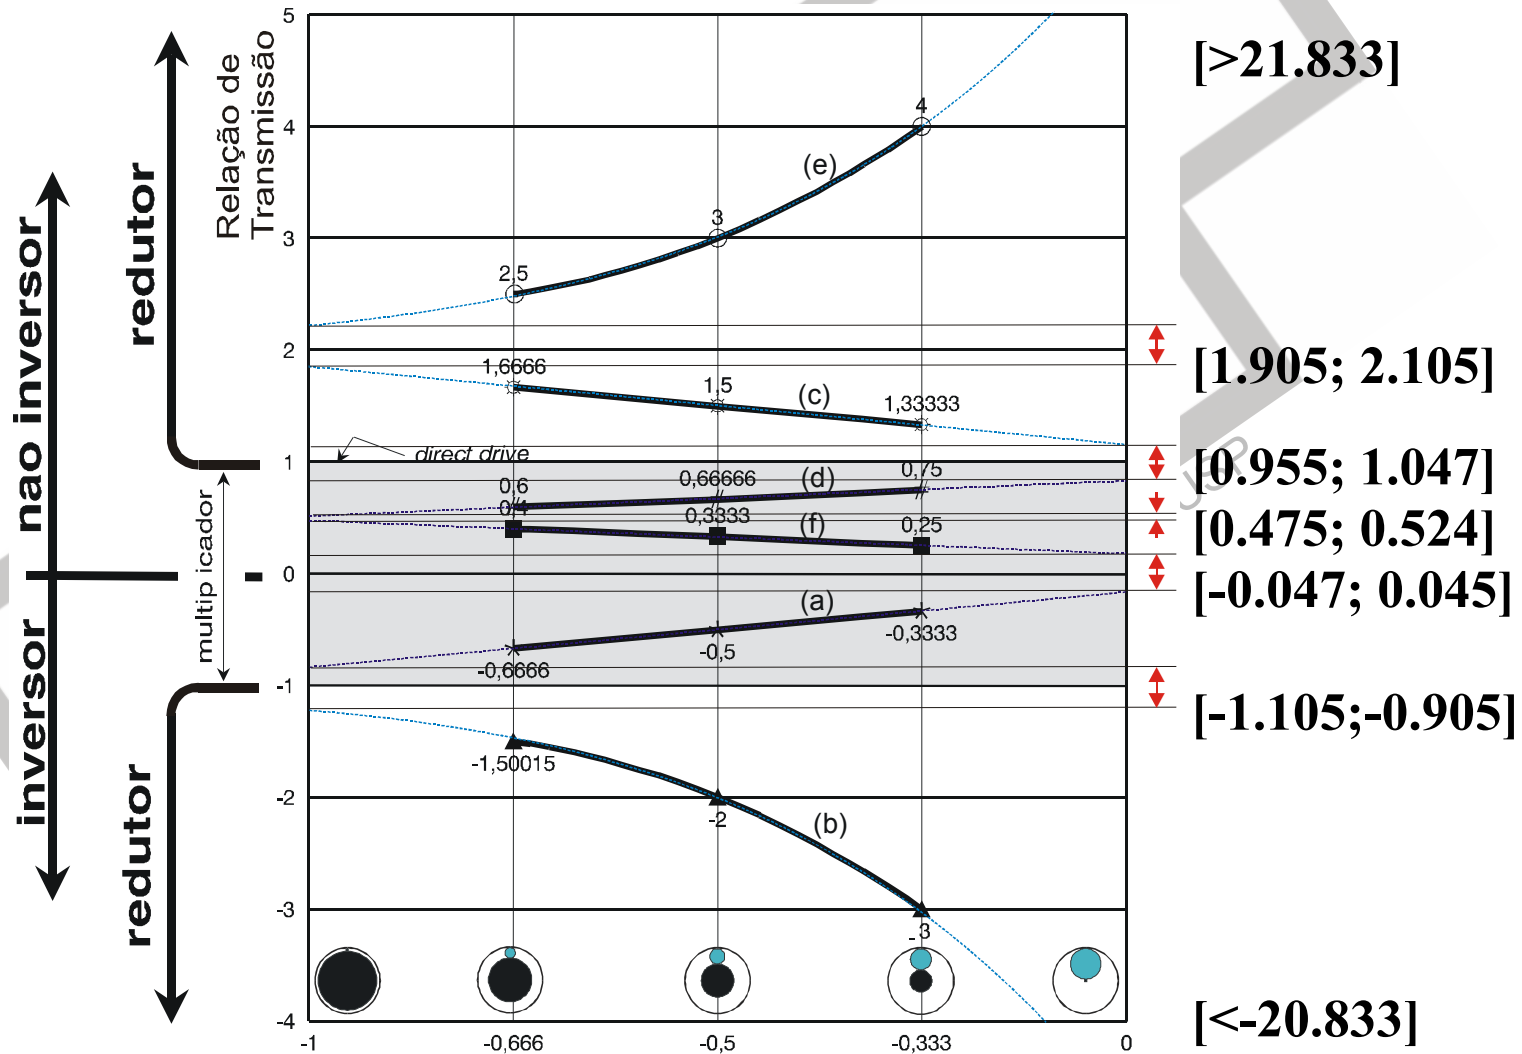 nao inversor
inversor
redutor
redutor
multip icador
Relação de
Transmissão
5
4
3
2
1
0
-1
-2
-3
-4
4
(e)
3
2,5
1,6666
1,5
(c)
1,33333
direct drive
0,6
0,66666
(d)
0,75
0,4
0,3333
(f)
0,25
(a)
-0,3333
-0,5
-0,6666
-1,50015
-2
(b)
-3
-1
-0,666
-0,5
-0,333
0
[>21.833]
[1.905; 2.105]
[0.955; 1.047]
[0.475; 0.524]
[-0.047; 0.045]
[-1.105;-0.905]
[<-20.833]
USP